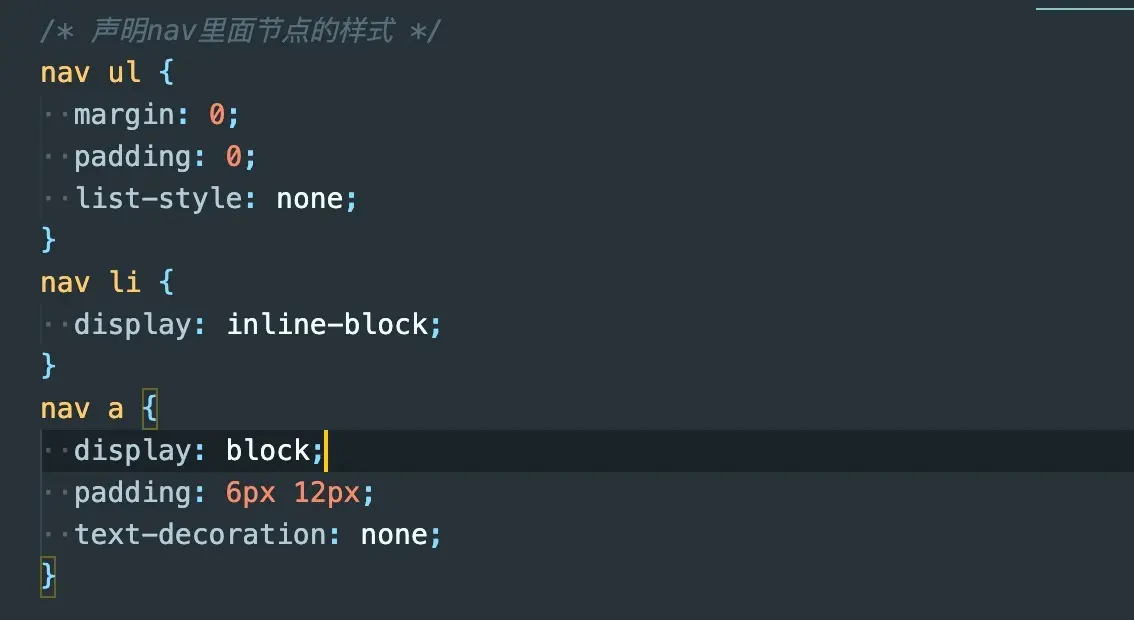 /* 声明nav里面节点的样式 */
nav ul {
  margin: 0;
  padding: 0;
  list-style: none;
}
nav li {
  display: inline-block;
}
nav a {
  display: block;
  padding: 6px 12px;
  text-decoration: none;
}